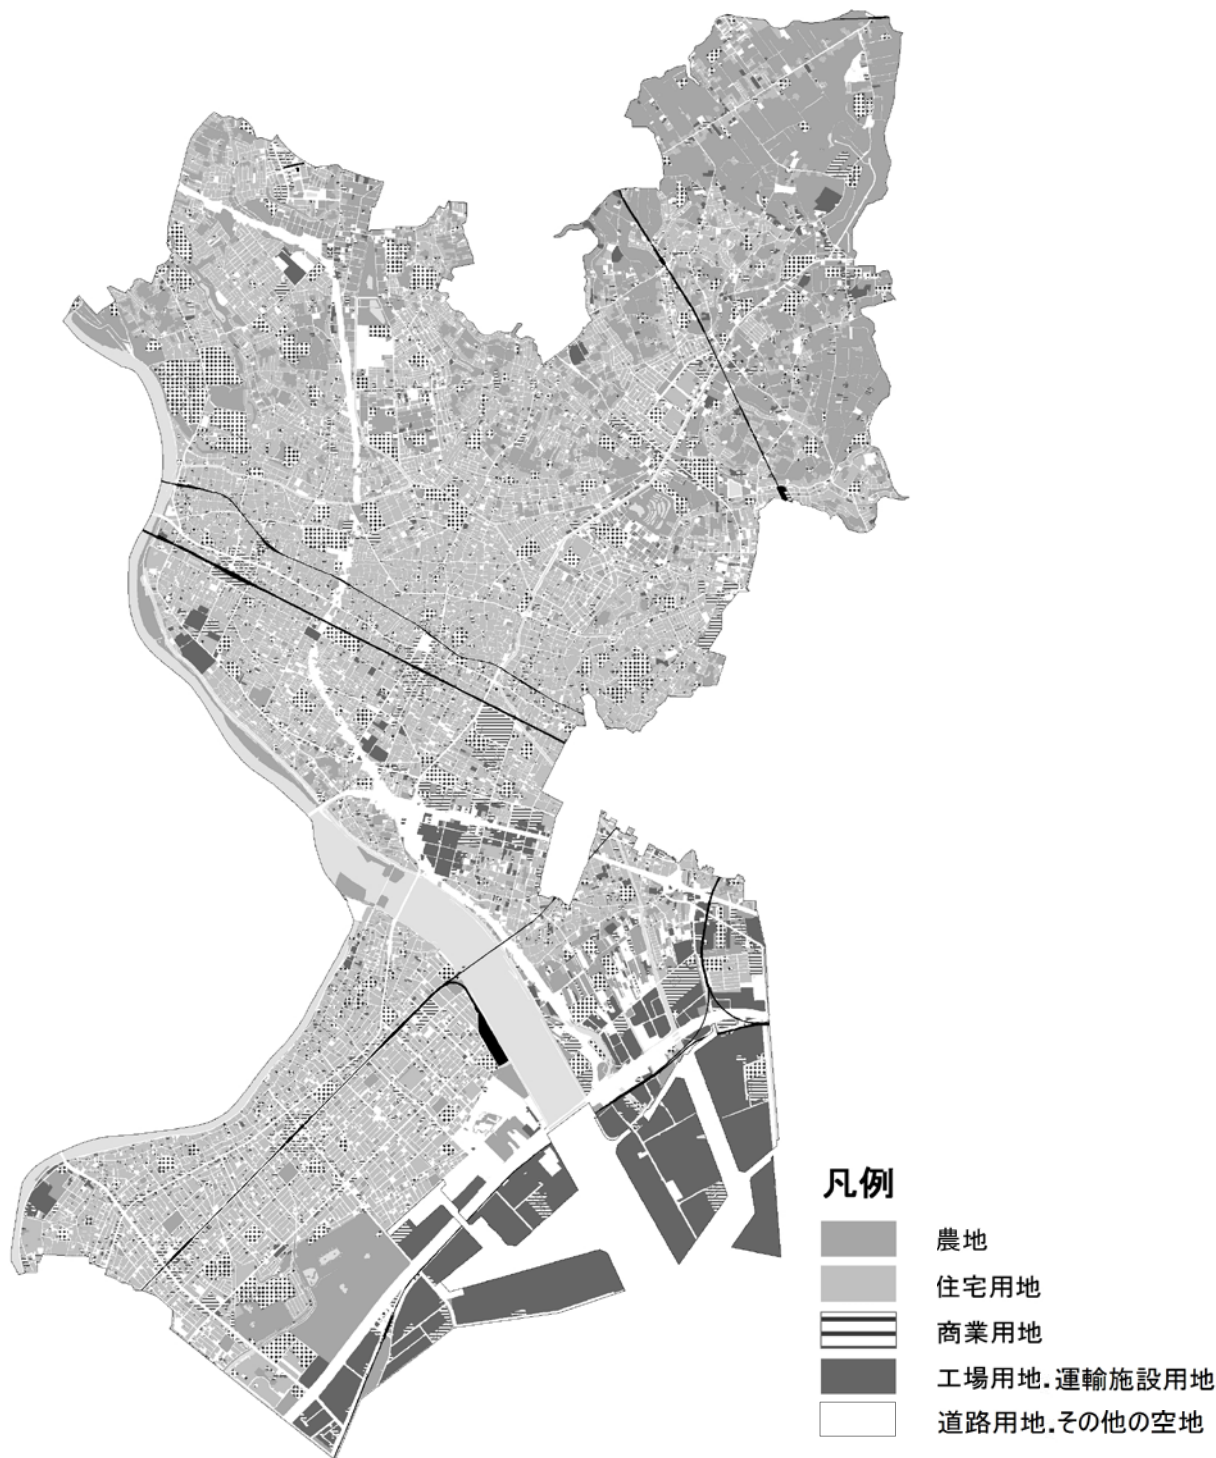 凡例
農地
住宅用地
商業用地
工場用地.運輸施設用地
道路用地.その他の空地